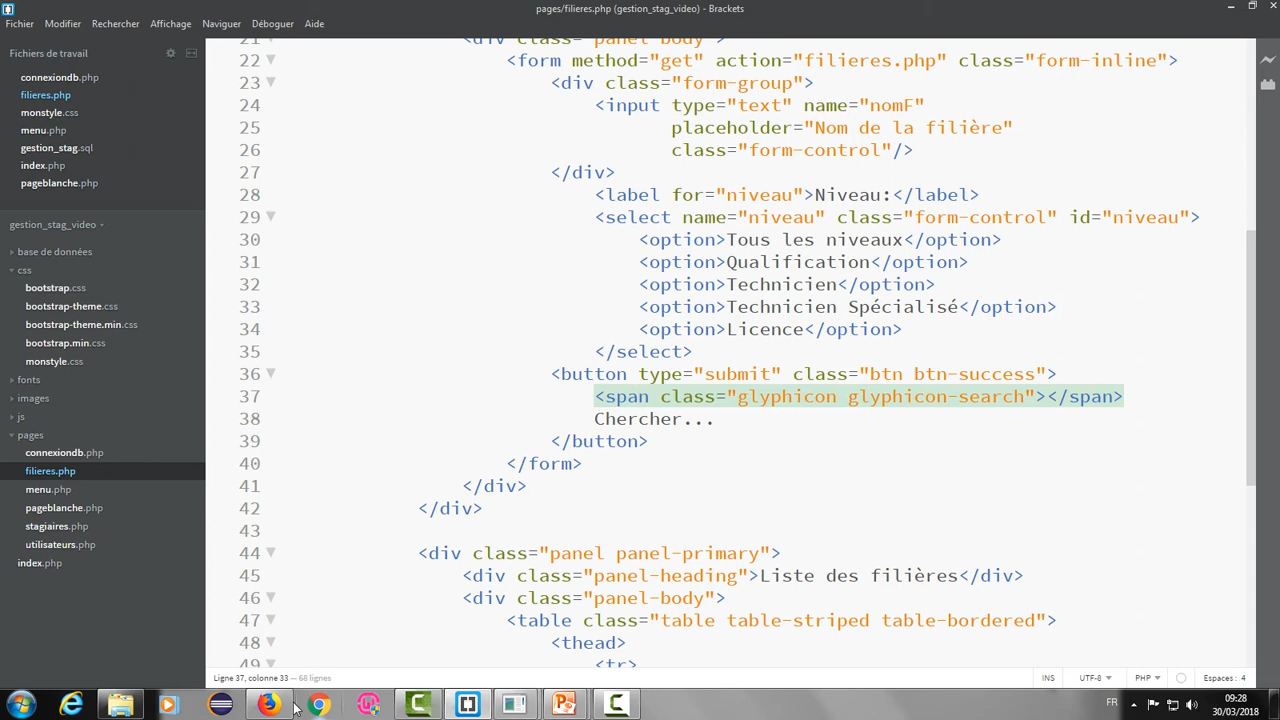 pages/filieres.php (gestion_stag_video) - Brackets
Fichier Modifier Rechercher Affichage Naviguer Déboguer Aide
Fichiers de travail
connexiondb.php
filieres.php
monstyle.css
menu.php
gestion_stag.sql
index.php
pageblanche.php
gestion_stag_video
base de données
css
bootstrap.css
bootstrap-theme.css
bootstrap-theme.min.css
bootstrap.min.css
monstyle.css
fonts
images
js
pages
connexiondb.php
filieres.php
menu.php
pageblanche.php
stagiaires.php
utilisateurs.php
index.php
21 <div class="panel-body">
22 <form method="get" action="filieres.php" class="form-inline">
23 <div class="form-group">
24 <input type="text" name="nomF"
25 placeholder="Nom de la filière"
26 class="form-control"/>
27 </div>
28 <label for="niveau">Niveau:</label>
29 <select name="niveau" class="form-control" id="niveau">
30 <option>Tous les niveaux</option>
31 <option>Qualification</option>
32 <option>Technicien</option>
33 <option>Technicien Spécialisé</option>
34 <option>Licence</option>
35 </select>
36 <button type="submit" class="btn btn-success">
37 <span class="glyphicon glyphicon-search"></span>
38 Chercher...
39 </button>
40 </form>
41 </div>
42 </div>
43
44 <div class="panel panel-primary">
45 <div class="panel-heading">Liste des filières</div>
46 <div class="panel-body">
47 <table class="table table-striped table-bordered">
48 <thead>
49 <tr>
Ligne 37, colonne 33 — 68 lignes
INS UTF-8 PHP Espaces : 4
FR 09:28
30/03/2018